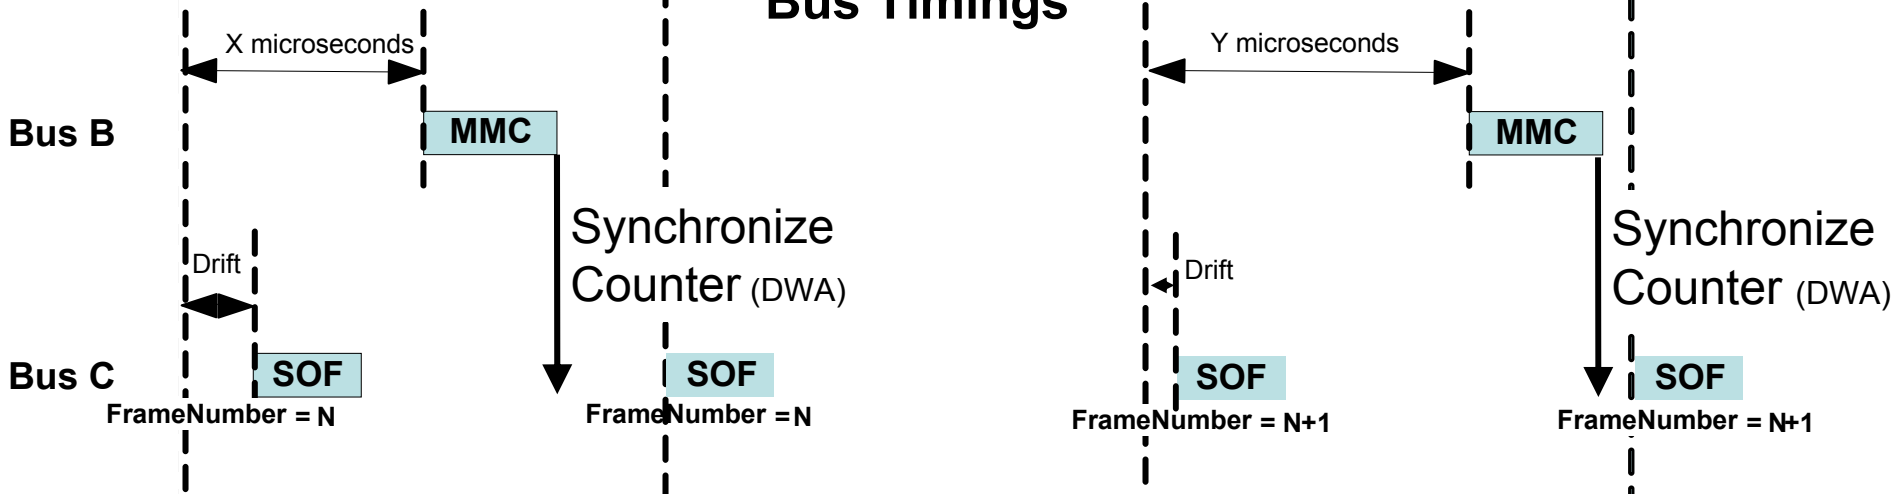 Bus Timings
X microseconds
Y microseconds
Bus B
MMC
MMC
Synchronize
Counter (DWA)
Synchronize
Counter (DWA)
Drift
Drift
Bus C
SOF
SOF
SOF
SOF
FrameNumber = N
FrameNumber = N
FrameNumber = N+1
FrameNumber = N+1